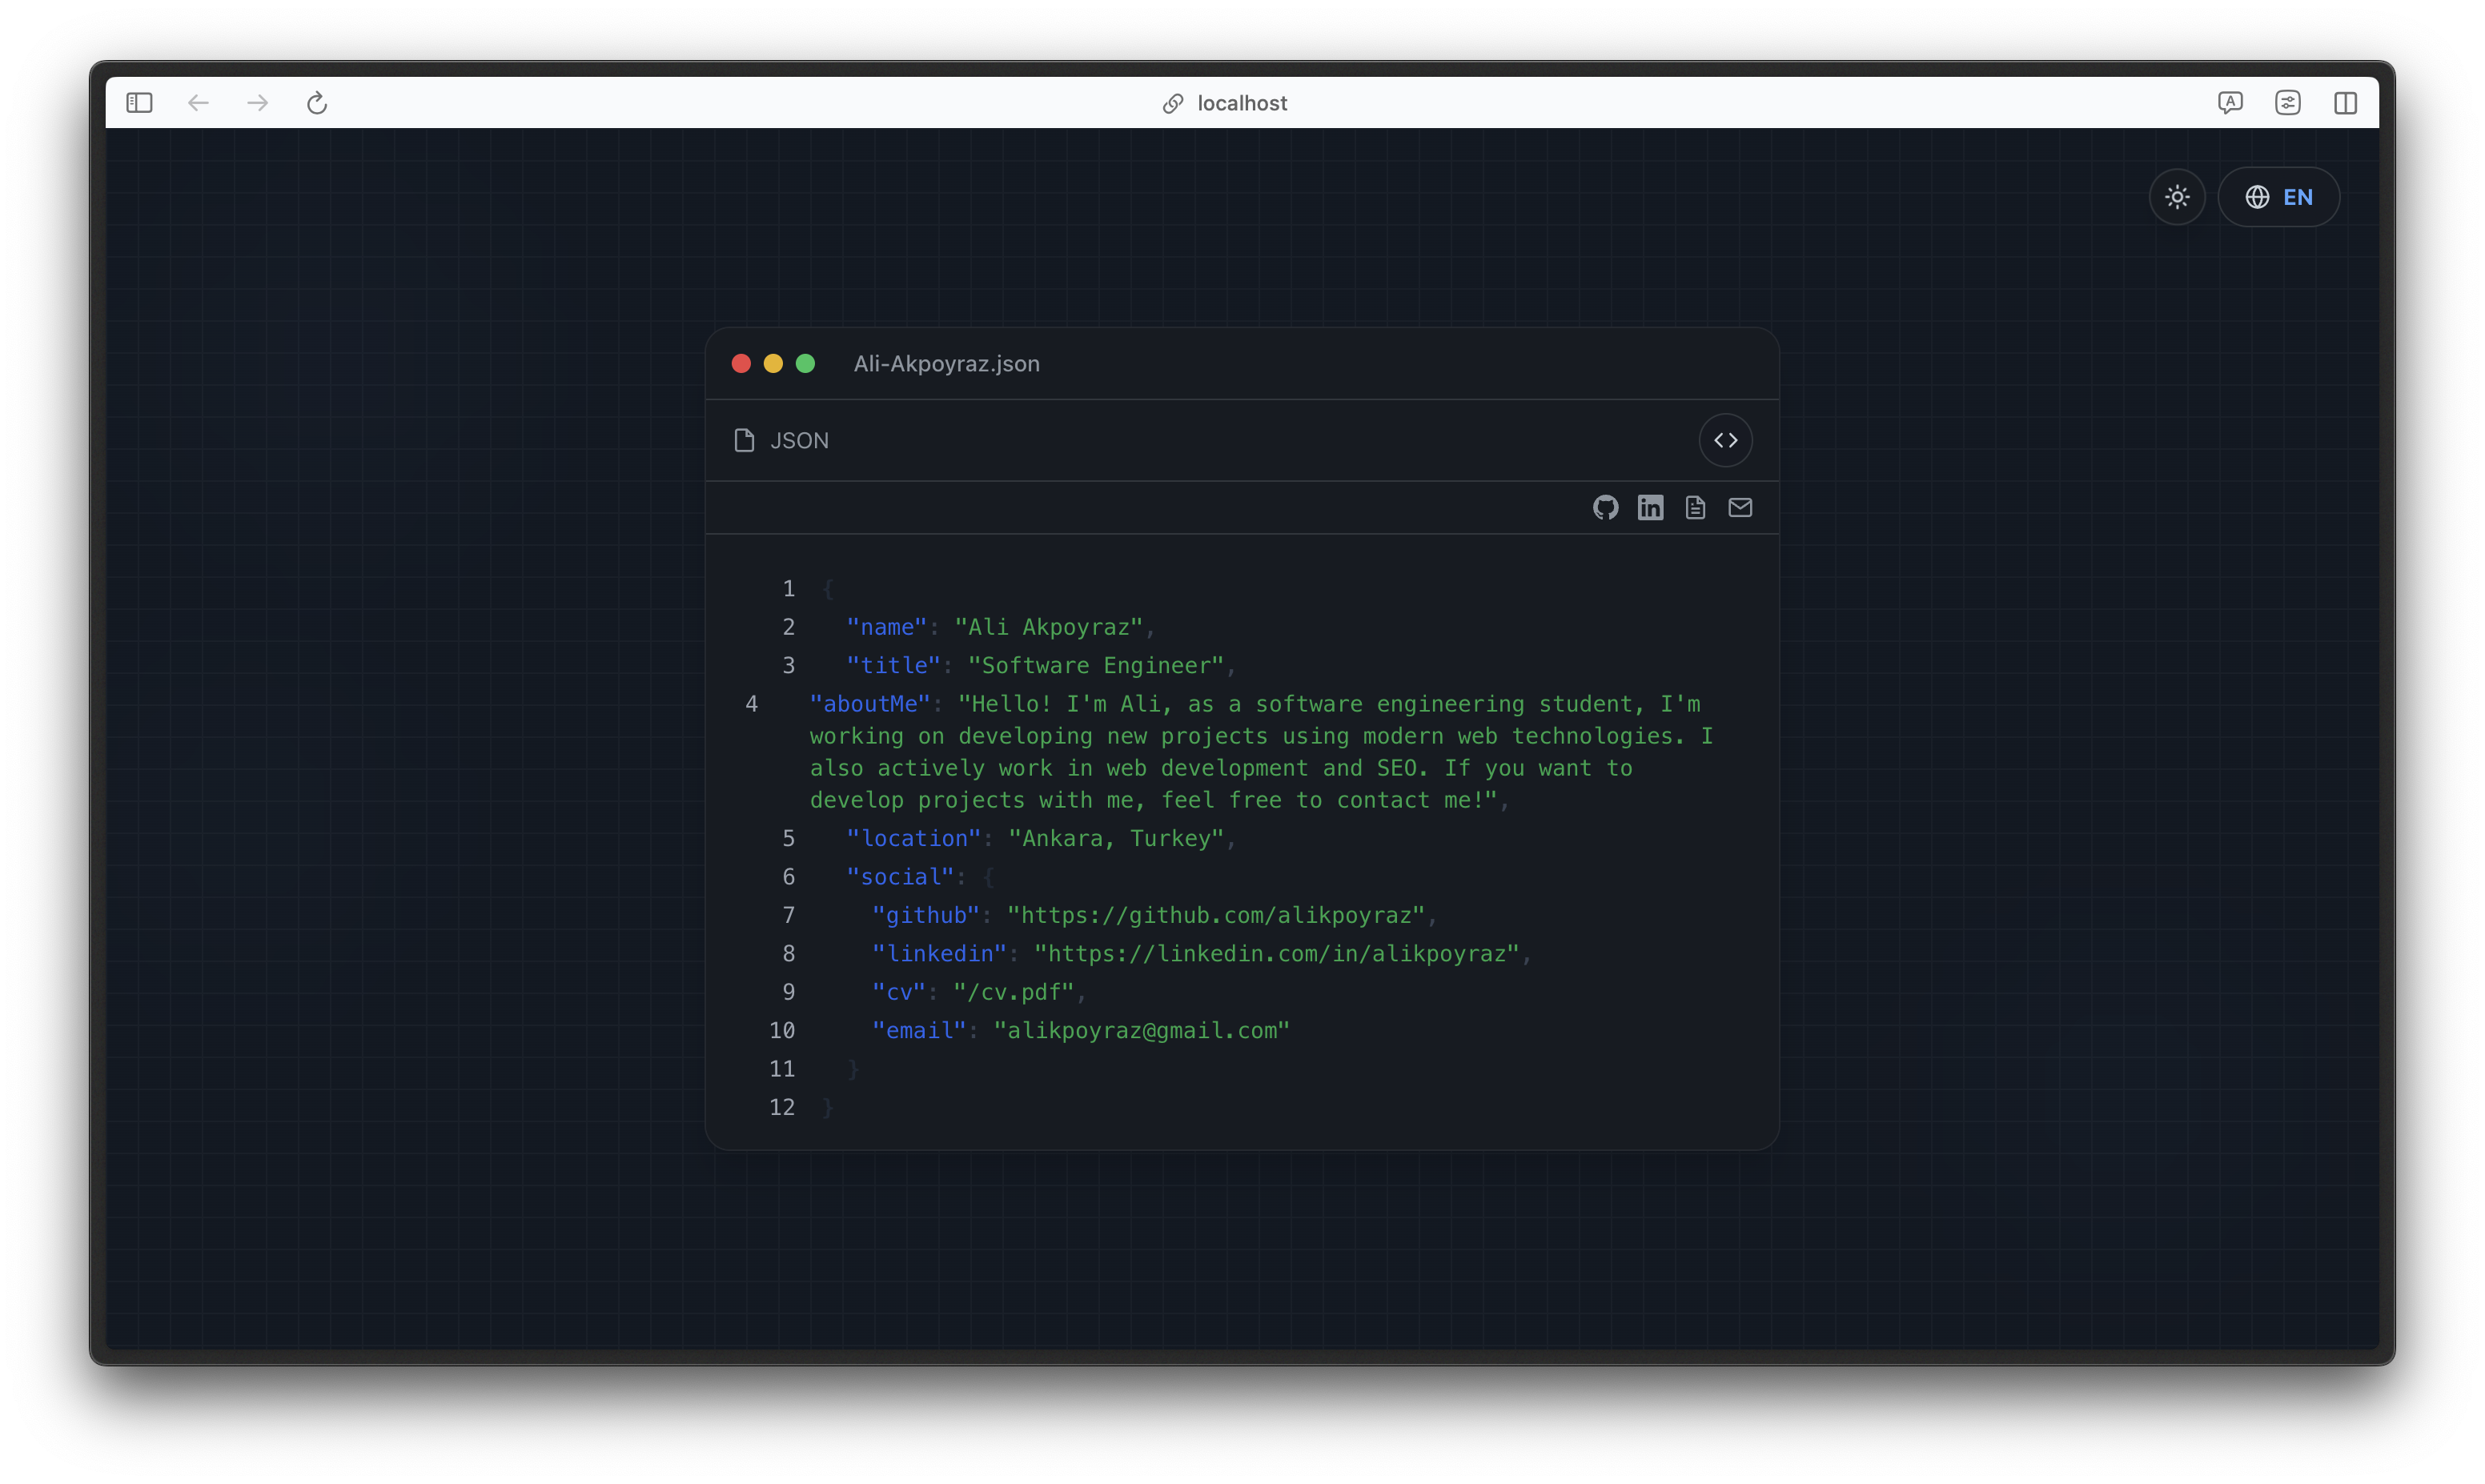 localhost
EN
Ali-Akpoyraz.json
JSON
1 {
2 "name": "Ali Akpoyraz",
3 "title": "Software Engineer",
4 "aboutMe": "Hello! I'm Ali, as a software engineering student, I'm
working on developing new projects using modern web technologies. I
also actively work in web development and SEO. If you want to
develop projects with me, feel free to contact me!",
5 "location": "Ankara, Turkey",
6 "social": {
7 "github": "https://github.com/alikpoyraz",
8 "linkedin": "https://linkedin.com/in/alikpoyraz",
9 "cv": "/cv.pdf",
10 "email": "alikpoyraz@gmail.com"
11 }
12 }